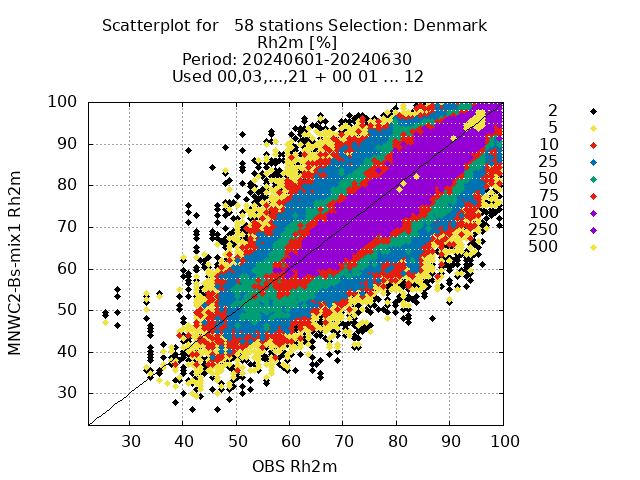 Scatterplot for   58 stations Selection: Denmark
Rh2m [%]
Period: 20240601-20240630
Used 00,03,...,21 + 00 01 ... 12
MNWC2-Bs-mix1 Rh2m
100
90
80
70
60
50
40
30
30 40 50 60 70 80 90 100
OBS Rh2m
2
5
10
25
50
75
100
250
500